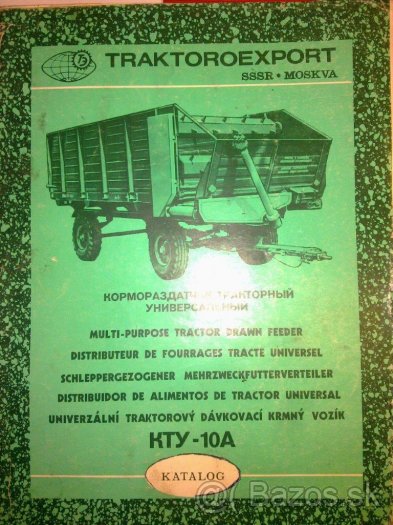 TRAKTOROEXPORT
SSSR • MOSKVA
КОРМОРАЗДАТЧИК ТРАКТОРНЫЙ
УНИВЕРСАЛЬНЫЙ
MULTI-PURPOSE TRACTOR DRAWN FEEDER
DISTRIBUTEUR DE FOURRAGES TRACTE UNIVERSEL
SCHLEPPERGEZOGENER MEHRZWECKFUTTERVERTEILER
DISTRIBUIDOR DE ALIMENTOS DE TRACTOR UNIVERSAL
UNIVERZÁLNÍ TRAKTOROVÝ DÁVKOVACÍ KRMNÝ VOZÍK
КТУ-10А
KATALOG
Bazos.sk